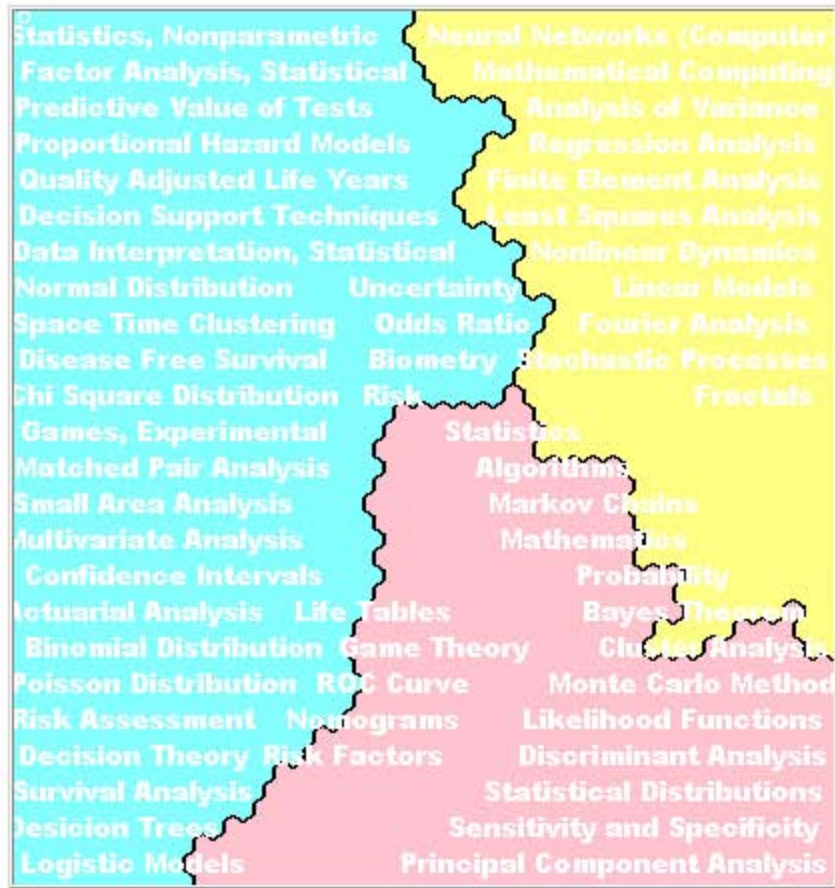 Statistics, Nonparametric Neural Networks (Computer
Factor Analysis, Statistical Mathematical Computing
Predictive Value of Tests Analysis of Variance
Proportional Hazard Models Regression Analysis
Quality Adjusted Life Years Finite Element Analysis
Decision Support Techniques Least Squares Analysis
Data Interpretation, Statistical Nonlinear Dynamics
Normal Distribution Uncertainty Linear Models
Space Time Clustering Odds Ratio Fourier Analysis
Disease Free Survival Biometry Stochastic Processes
Chi Square Distribution Risk Fractals
Games, Experimental Statistics
Matched Pair Analysis Algorithms
Small Area Analysis Markov Chains
Multivariate Analysis Mathematics
Confidence Intervals Probability
Actuarial Analysis Life Tables Bayes Theorem
Binomial Distribution Game Theory Cluster Analysis
Poisson Distribution ROC Curve Monte Carlo Method
Risk Assessment Nomograms Likelihood Functions
Decision Theory Risk Factors Discriminant Analysis
Survival Analysis Statistical Distributions
Desicion Trees Sensitivity and Specificity
Logistic Models Principal Component Analysis